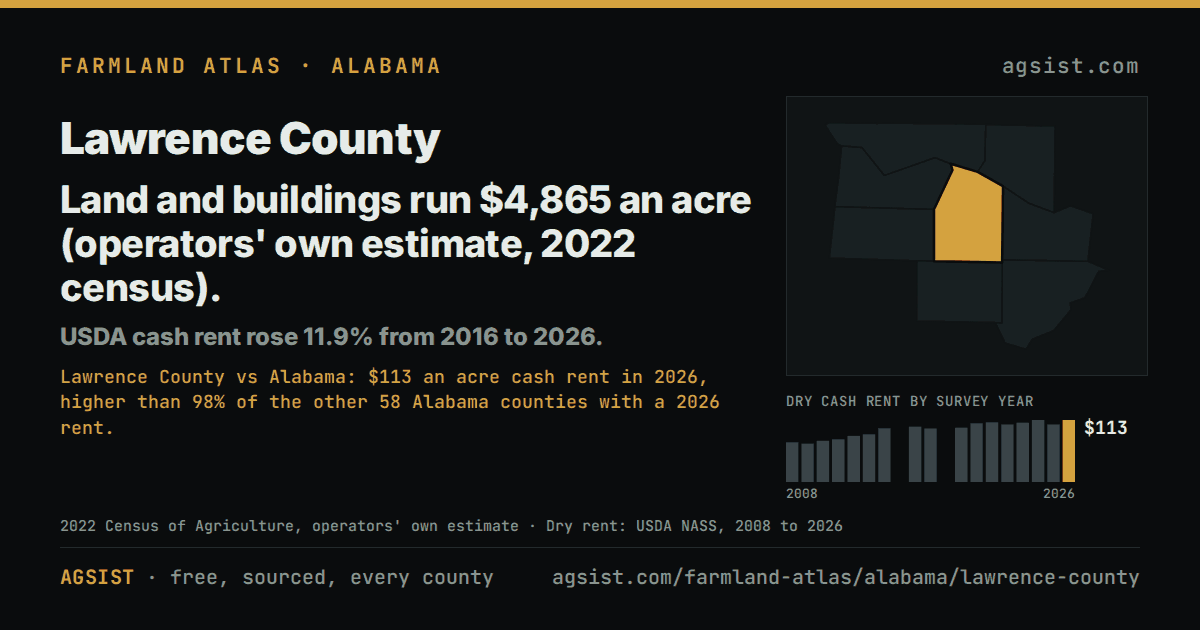 FARMLAND ATLAS · ALABAMA
agsist.com
Lawrence County
Land and buildings run $4,865 an acre
(operators' own estimate, 2022
census).
USDA cash rent rose 11.9% from 2016 to 2026.
Lawrence County vs Alabama: $113 an acre cash rent in 2026,
higher than 98% of the other 58 Alabama counties with a 2026
rent.
DRY CASH RENT BY SURVEY YEAR
$113
2008
2026
2022 Census of Agriculture, operators' own estimate · Dry rent: USDA NASS, 2008 to 2026
AGSIST · free, sourced, every county
agsist.com/farmland-atlas/alabama/lawrence-county